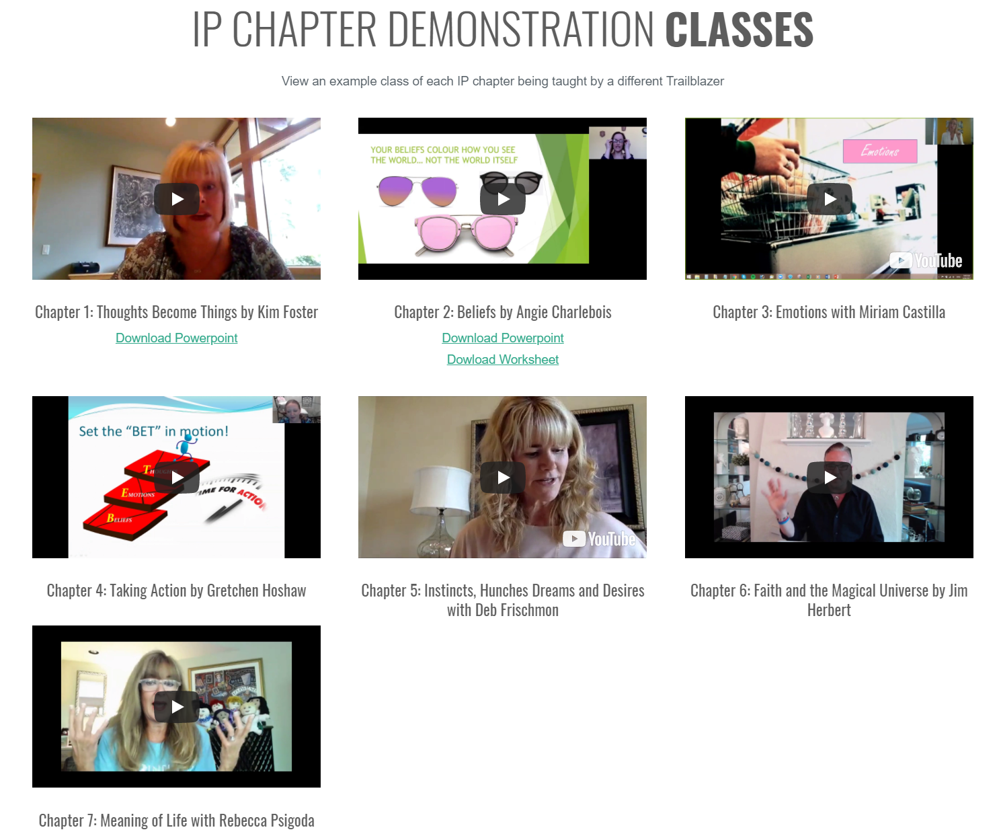 IP CHAPTER DEMONSTRATION CLASSES
View an example class of each IP chapter being taught by a different Trailblazer
YOUR BELIEFS COLOUR HOW YOU SEE
THE WORLD... NOT THE WORLD ITSELF
Emotions
YouTube
Chapter 1: Thoughts Become Things by Kim Foster
Download Powerpoint
Chapter 2: Beliefs by Angie Charlebois
Download Powerpoint
Dowload Worksheet
Chapter 3: Emotions with Miriam Castilla
Set the “BET” in motion!
EMOTIONS
BELIEFS
TIME FOR ACTION
YouTube
Chapter 4: Taking Action by Gretchen Hoshaw
Chapter 5: Instincts, Hunches Dreams and Desires
with Deb Frischmon
Chapter 6: Faith and the Magical Universe by Jim
Herbert
Chapter 7: Meaning of Life with Rebecca Psigoda